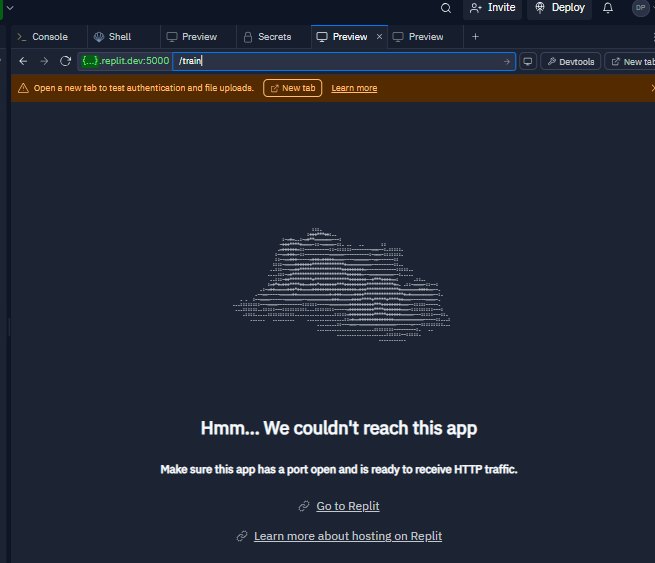 Invite Deploy DP
Console Shell Preview Secrets Preview × Preview +
{...}.replit.dev:5000 /train Devtools New tab
Open a new tab to test authentication and file uploads. New tab Learn more
Hmm... We couldn't reach this app
Make sure this app has a port open and is ready to receive HTTP traffic.
Go to Replit
Learn more about hosting on Replit